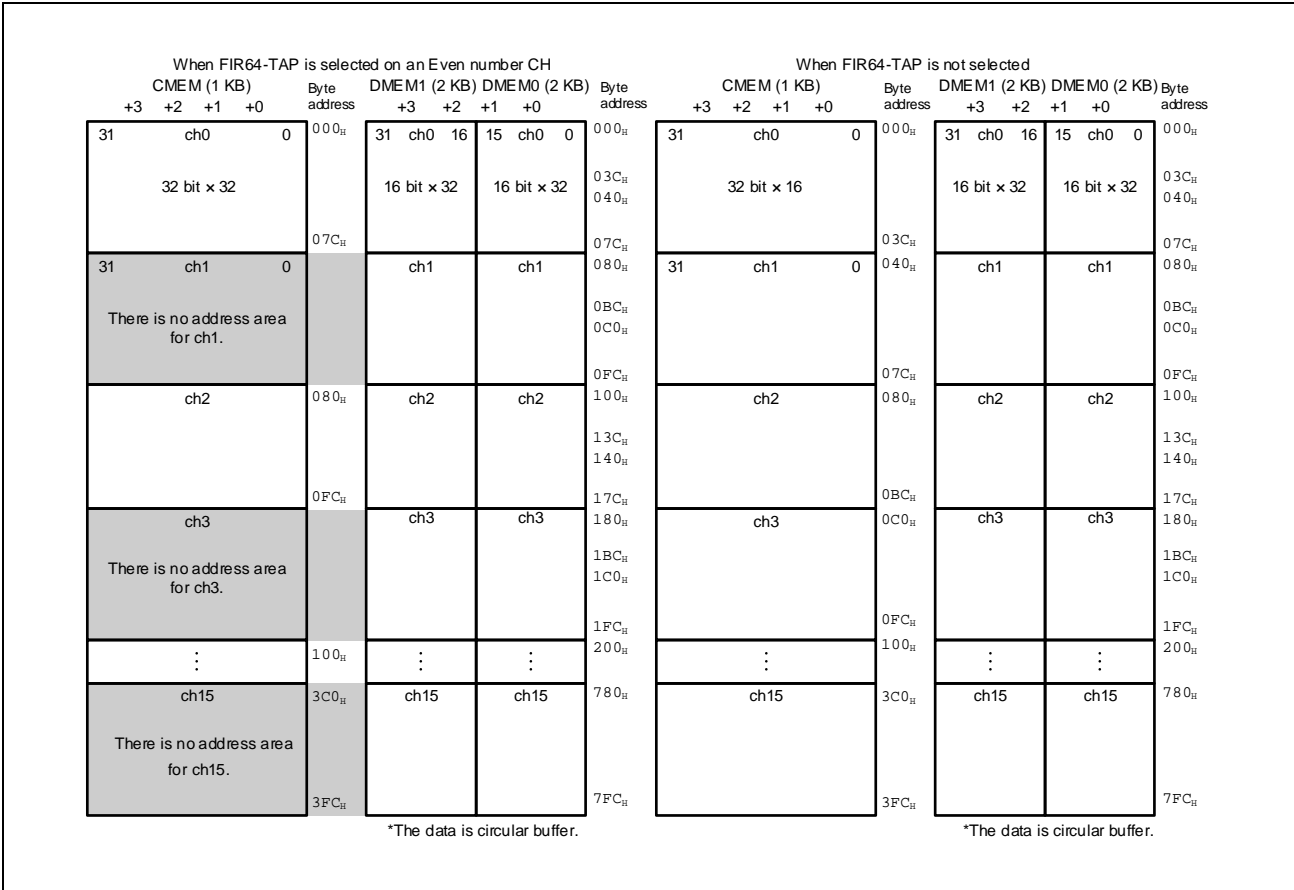 When FIR64-TAP is selected on an Even number CH
CMEM (1 KB)
+3 +2 +1 +0
Byte
address
DMEM1 (2 KB) DMEM0 (2 KB)
+3 +2 +1 +0
Byte
address
31 ch0 0
32 bit × 32
000H
07CH
31 ch0 16
16 bit × 32
15 ch0 0
16 bit × 32
000H
03CH
040H
07CH
31 ch1 0
There is no address area
for ch1.
ch1
ch1
080H
0BCH
0C0H
0FCH
ch2
080H
0FCH
ch2
ch2
100H
13CH
140H
17CH
ch3
There is no address area
for ch3.
ch3
ch3
180H
1BCH
1C0H
1FCH
⋮
100H
⋮
⋮
200H
ch15
There is no address area
for ch15.
3C0H
3FCH
ch15
ch15
780H
7FCH
*The data is circular buffer.
When FIR64-TAP is not selected
CMEM (1 KB)
+3 +2 +1 +0
Byte
address
DMEM1 (2 KB) DMEM0 (2 KB)
+3 +2 +1 +0
Byte
address
31 ch0 0
32 bit × 16
000H
03CH
31 ch0 16
16 bit × 32
15 ch0 0
16 bit × 32
000H
03CH
040H
07CH
31 ch1 0
040H
07CH
ch1
ch1
080H
0BCH
0C0H
0FCH
ch2
080H
0BCH
ch2
ch2
100H
13CH
140H
17CH
ch3
0C0H
0FCH
ch3
ch3
180H
1BCH
1C0H
1FCH
⋮
100H
⋮
⋮
200H
ch15
3C0H
3FCH
ch15
ch15
780H
7FCH
*The data is circular buffer.